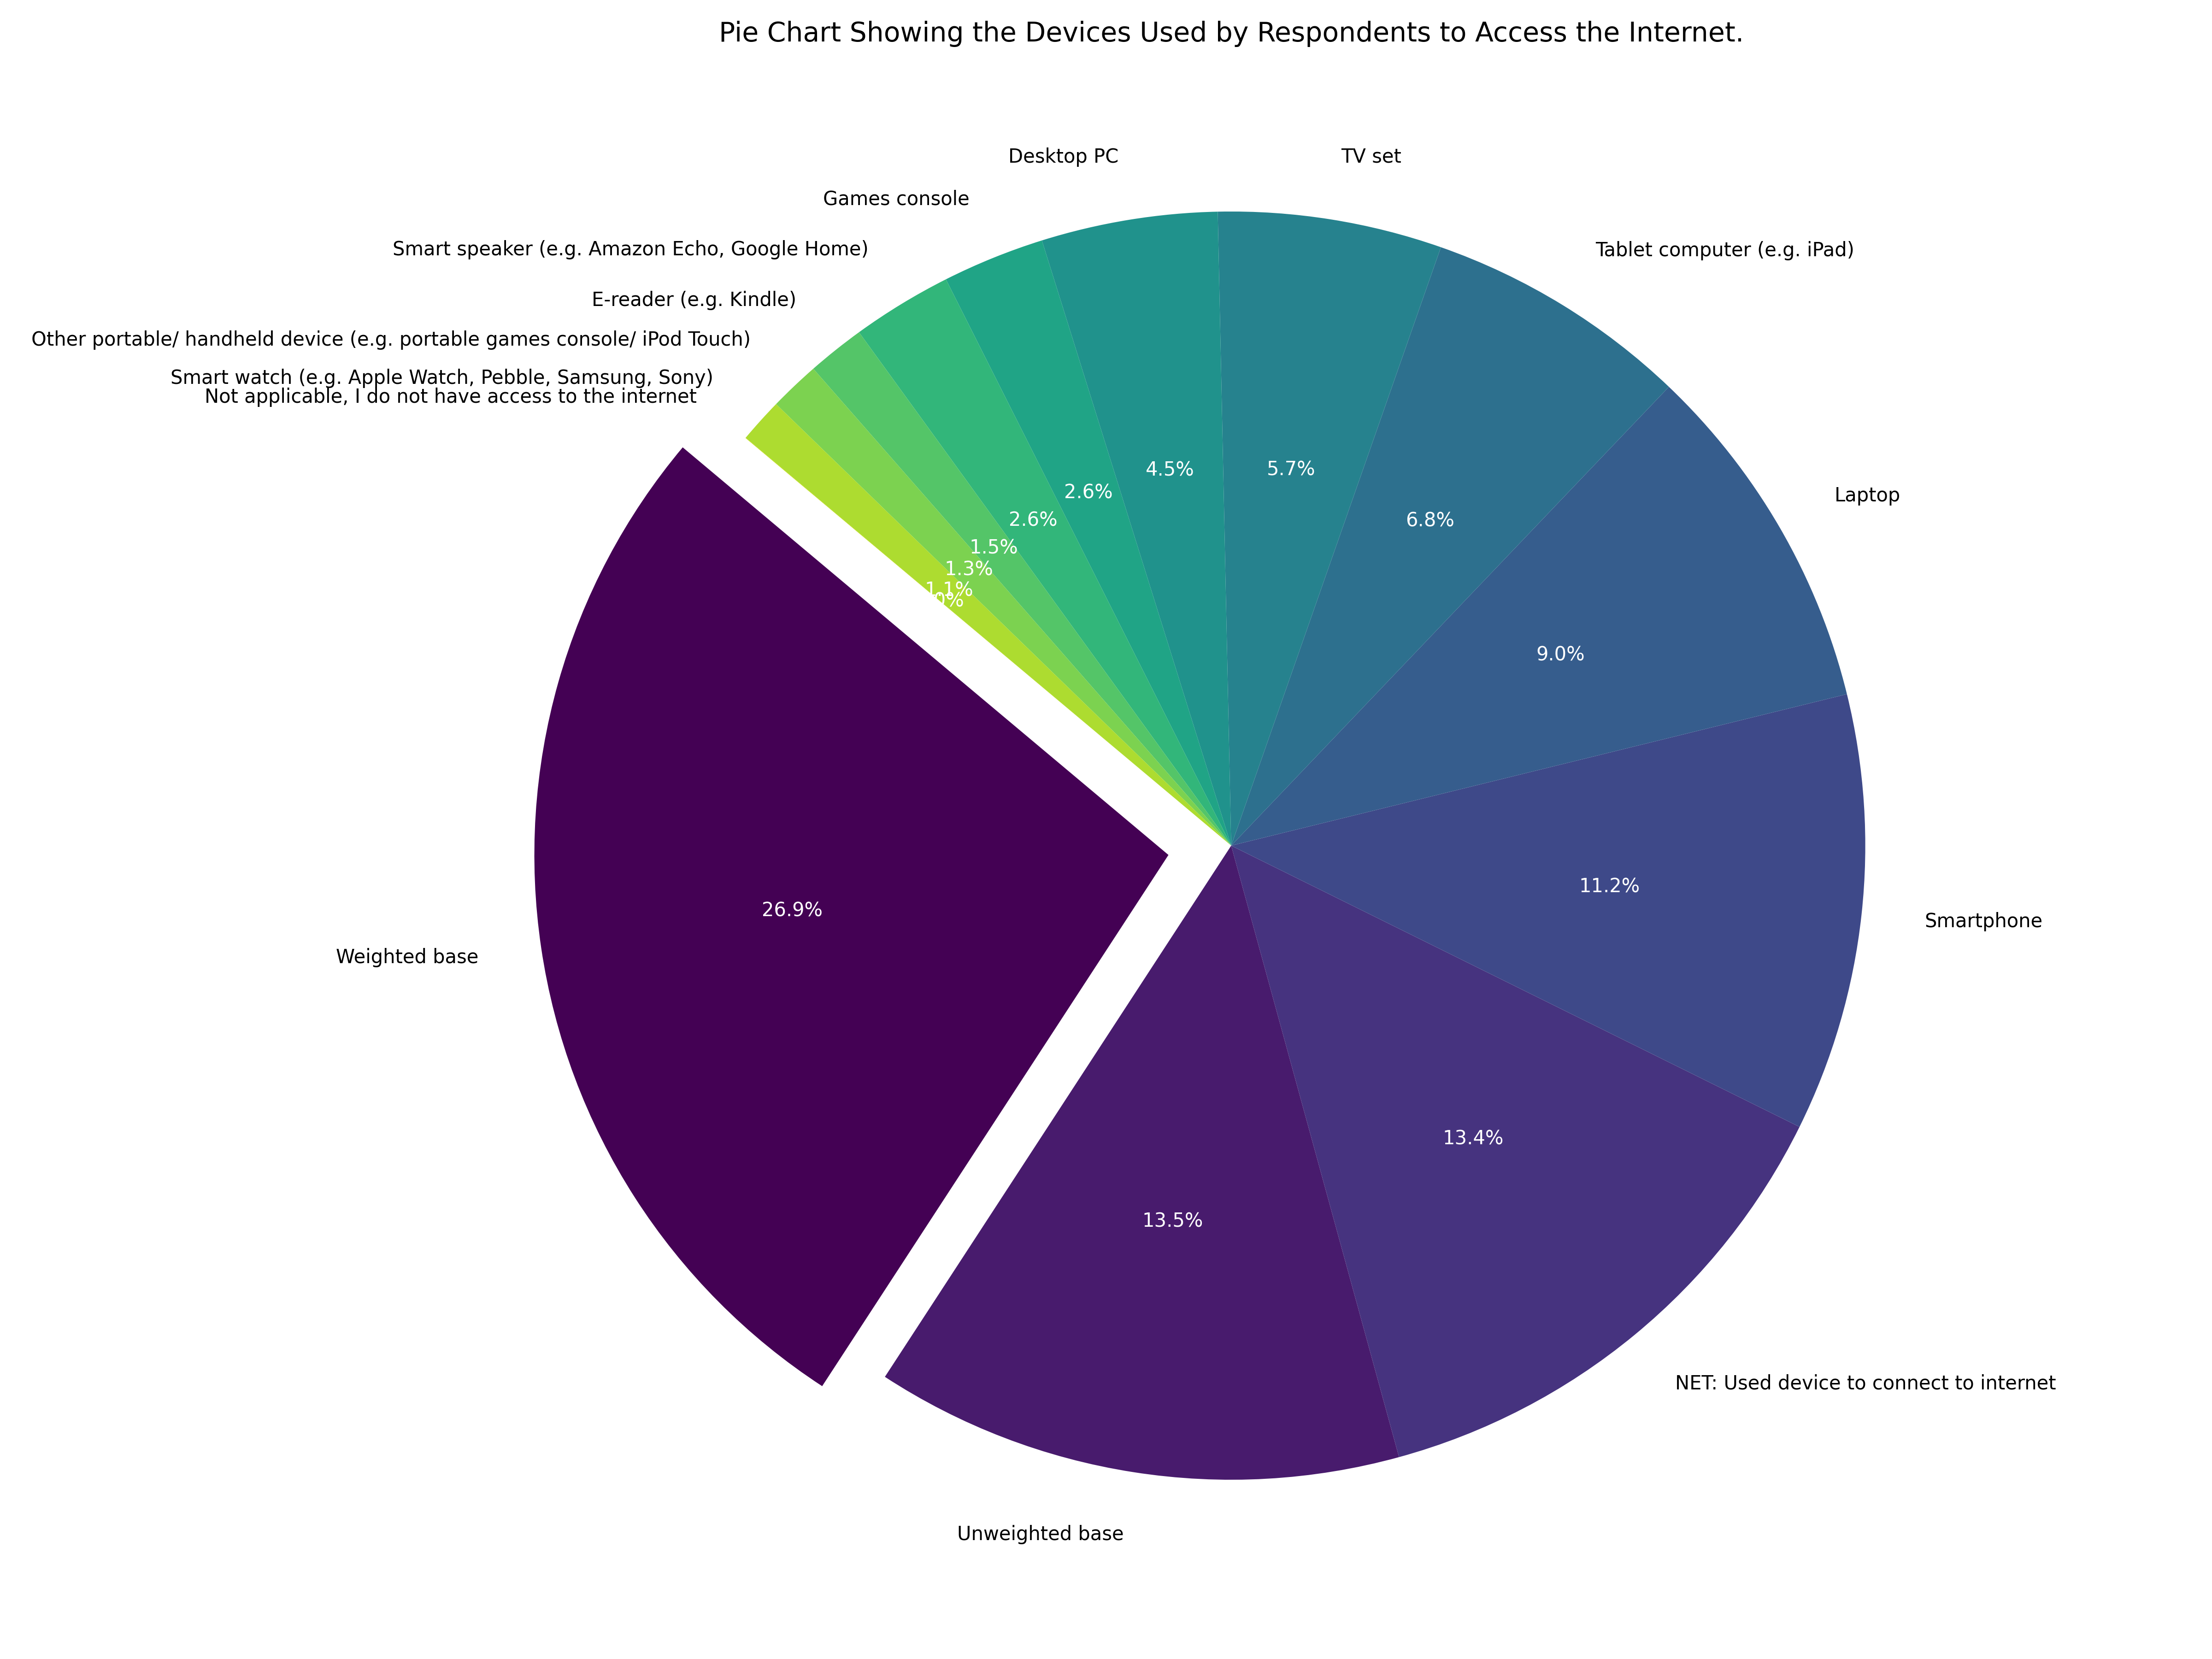 Pie Chart Showing the Devices Used by Respondents to Access the Internet.
Desktop PC
TV set
Games console
Smart speaker (e.g. Amazon Echo, Google Home)
Tablet computer (e.g. iPad)
E-reader (e.g. Kindle)
Other portable/ handheld device (e.g. portable games console/ iPod Touch)
Smart watch (e.g. Apple Watch, Pebble, Samsung, Sony)
Not applicable, I do not have access to the internet
Laptop
4.5%
5.7%
2.6%
2.6%
6.8%
1.5%
1.3%
1.1%
9.0%
11.2%
Smartphone
26.9%
Weighted base
13.4%
13.5%
NET: Used device to connect to internet
Unweighted base